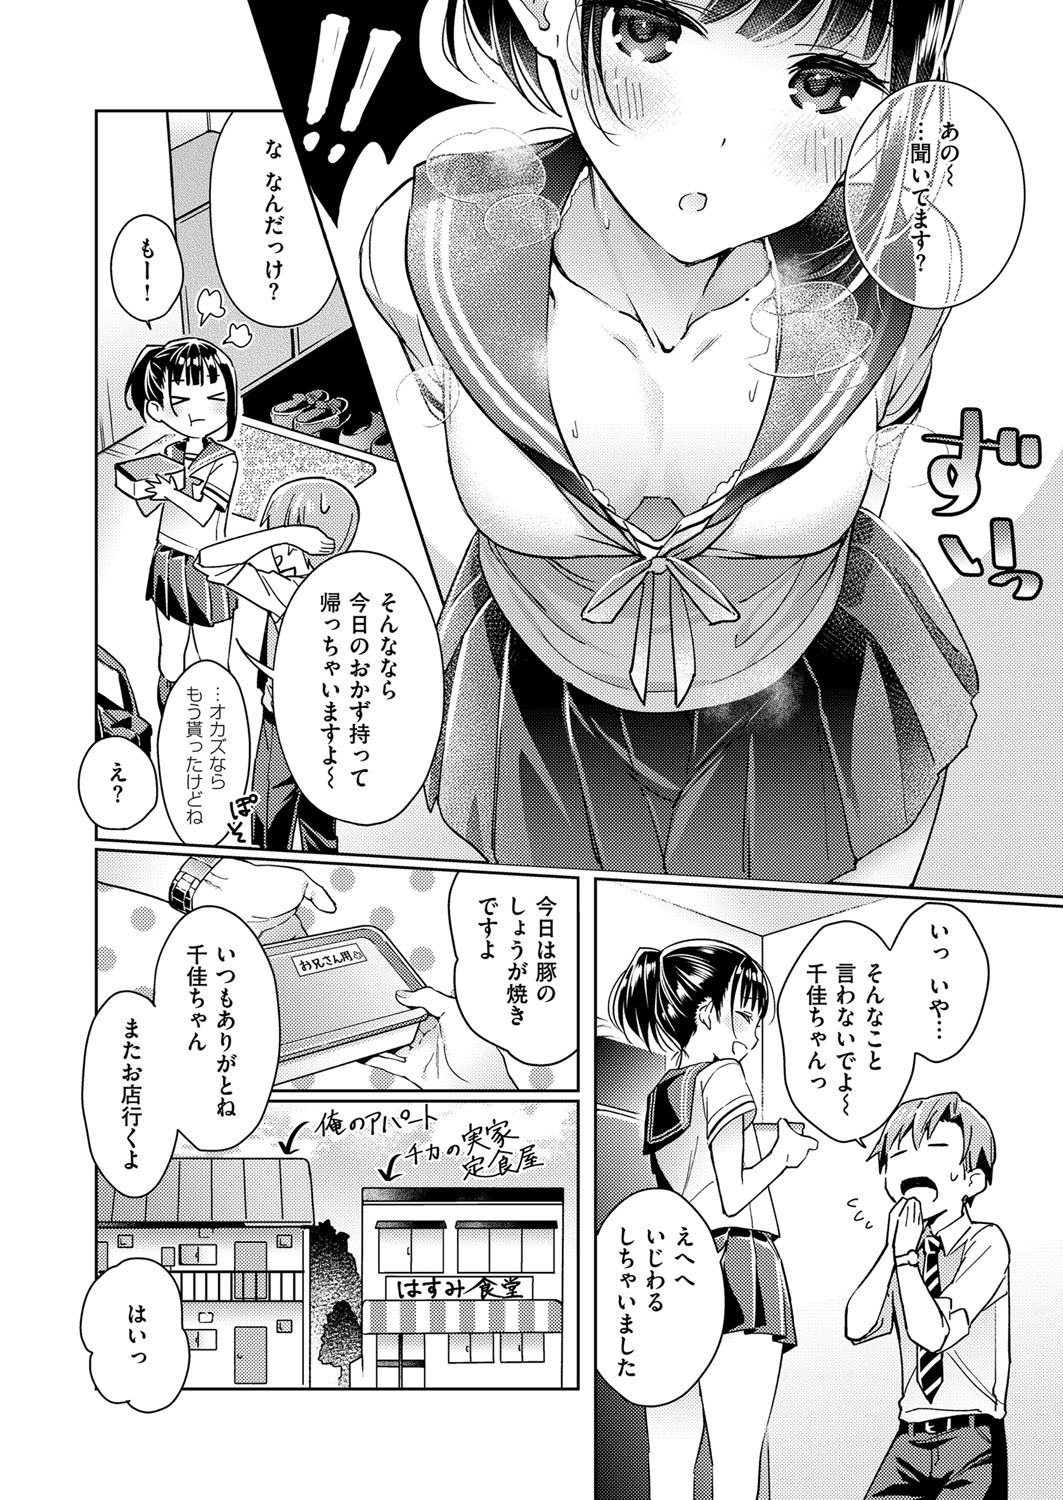 あの～
…聞いてます？
ずいっ
!!
な なんだっけ？
もー！
そんななら
今日のおかず持って
帰っちゃいますよ～
…オカズなら
もう貰ったけどね
ぽそ
え？
いっ いや…
そんなこと
言わないでよ～
千佳ちゃんっ
えへへ
いじわる
しちゃいました
今日は豚の
しょうが焼き
ですよ
お兄さん用
いつもありがとね
千佳ちゃん
またお店行くよ
俺のアパート
チカの実家
定食屋
はすみ食堂
はいっ